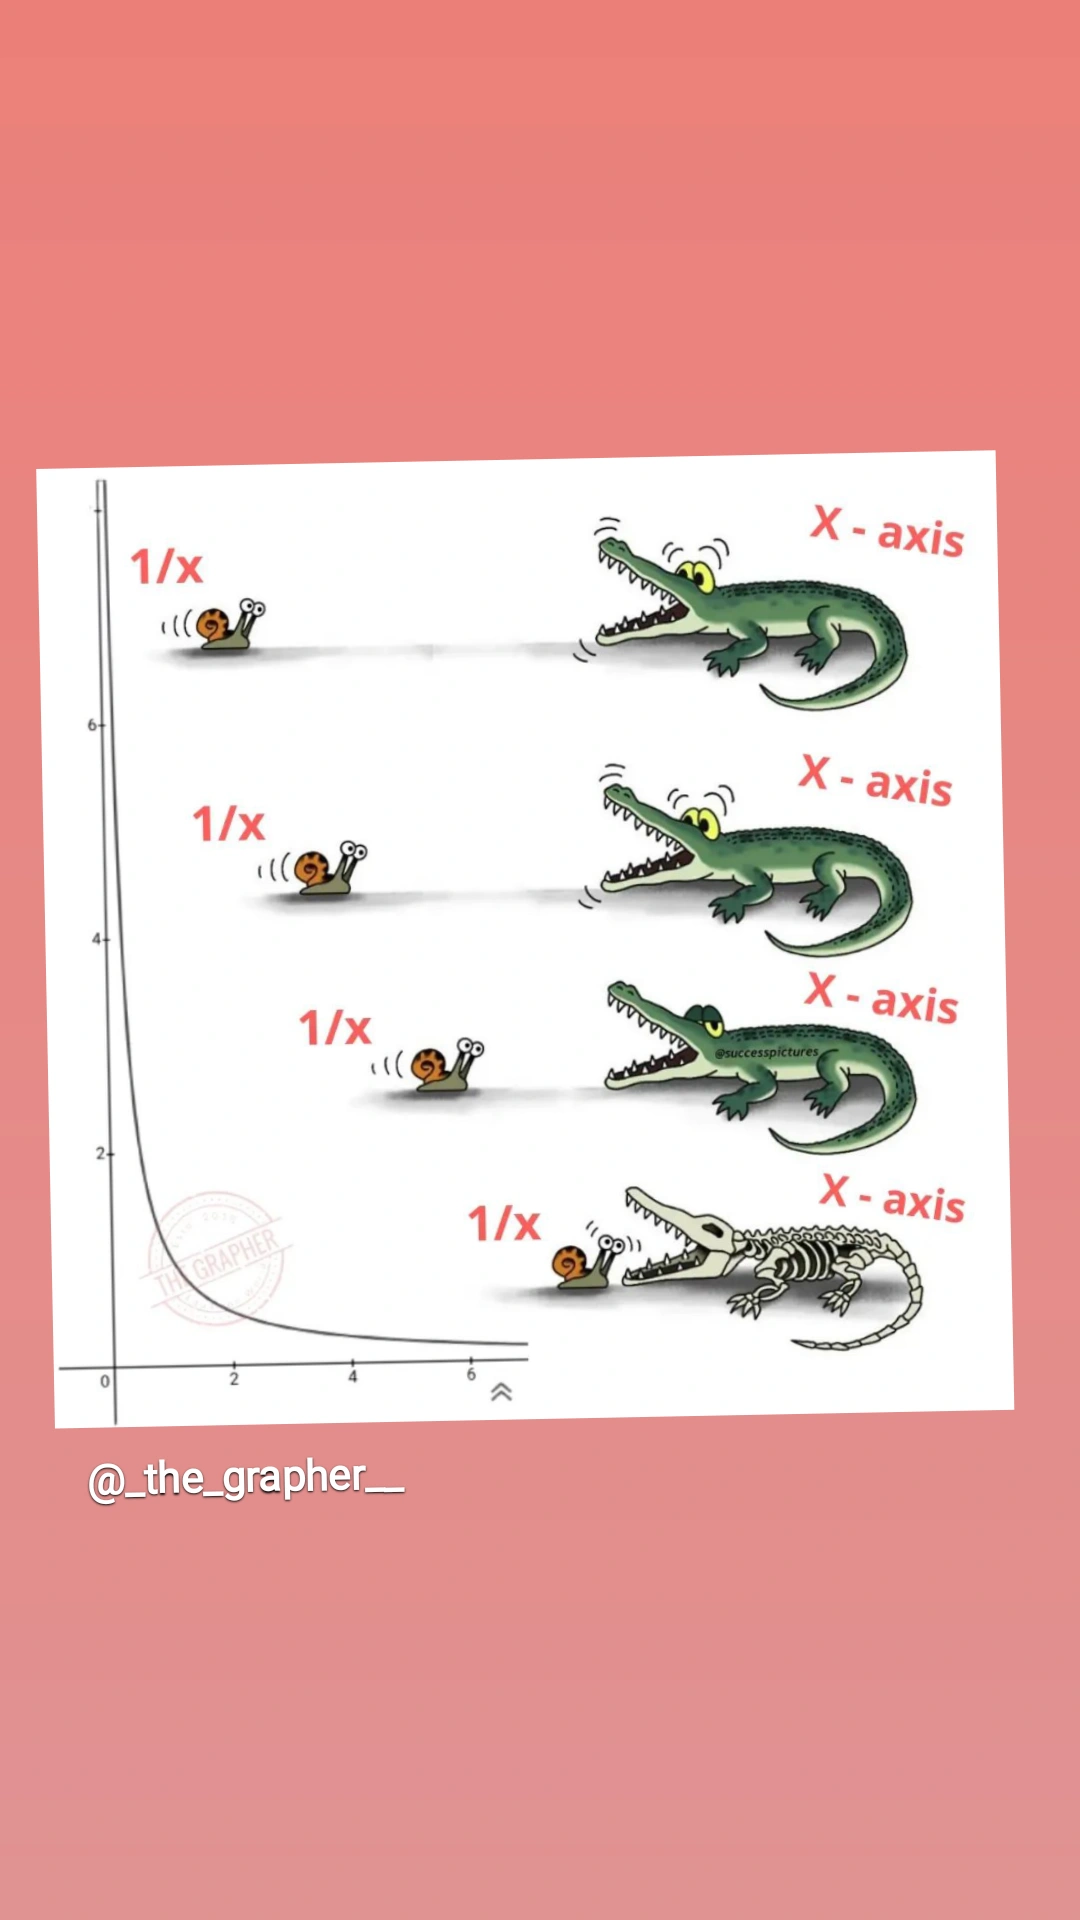 1/x
X - axis
1/x
X - axis
1/x
X - axis
@successpictures
1/x
X - axis
6
4
2
0
2
4
6
THE GRAPHER
@_the_grapher__